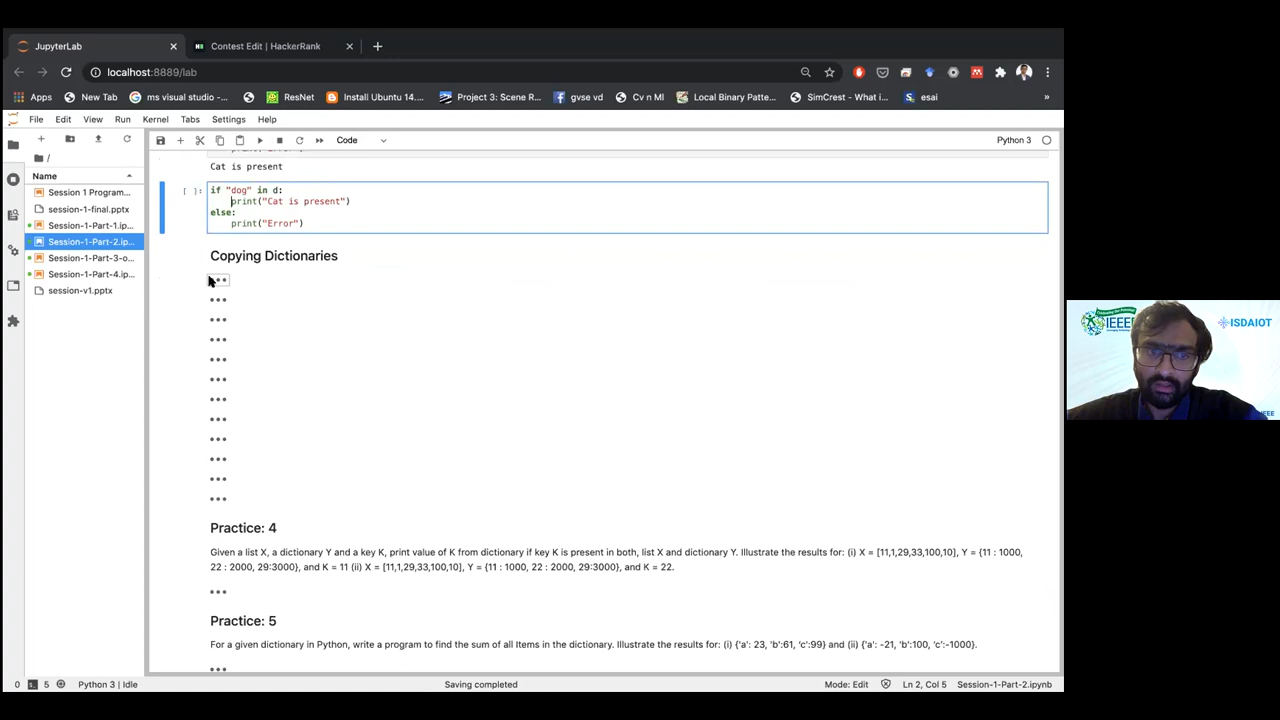 JupyterLab
Contest Edit | HackerRank
localhost:8889/lab
Apps
New Tab
ms visual studio -...
ResNet
Install Ubuntu 14....
Project 3: Scene R...
gvse vd
Cv n Ml
Local Binary Patte...
SimCrest - What i...
esai
»
File Edit View Run Kernel Tabs Settings Help
Code
Python 3
/
Name
Session 1 Program...
session-1-final.pptx
Session-1-Part-1.ip...
Session-1-Part-2.ip...
Session-1-Part-3-o...
Session-1-Part-4.ip...
session-v1.pptx
Cat is present
[ ]: if "dog" in d:
print("Cat is present")
else:
print("Error")
Copying Dictionaries
Practice: 4
Given a list X, a dictionary Y and a key K, print value of K from dictionary if key K is present in both, list X and dictionary Y. Illustrate the results for: (i) X = [11,1,29,33,100,10], Y = {11 : 1000,
22 : 2000, 29:3000}, and K = 11 (ii) X = [11,1,29,33,100,10], Y = {11 : 1000, 22 : 2000, 29:3000}, and K = 22.
Practice: 5
For a given dictionary in Python, write a program to find the sum of all Items in the dictionary. Illustrate the results for: (i) {'a': 23, 'b':61, 'c':99} and (ii) {'a': -21, 'b':100, 'c':-1000}.
0 5 Python 3 | Idle
Saving completed
Mode: Edit
Ln 2, Col 5
Session-1-Part-2.ipynb
ISDAIOT